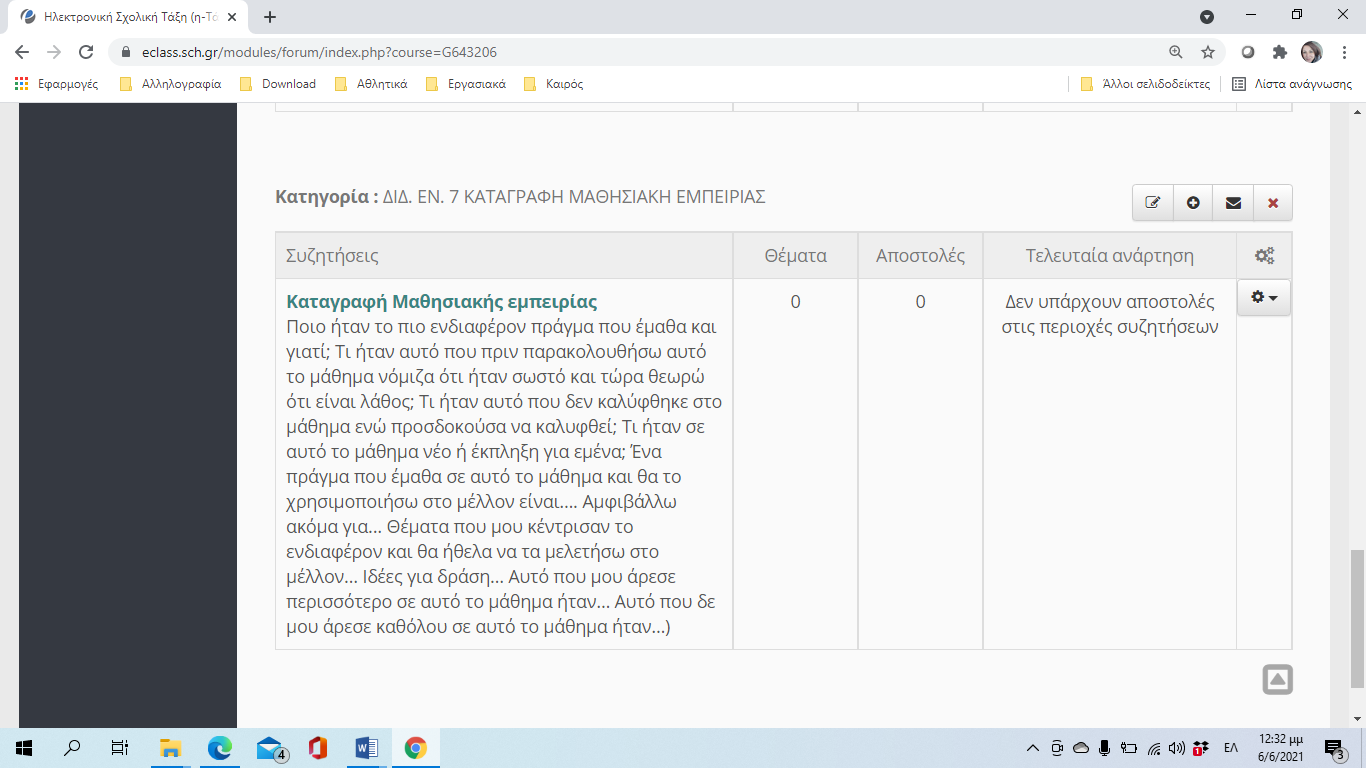 Ηλεκτρονική Σχολική Τάξη (η-Τά
eclass.sch.gr/modules/forum/index.php?course=G643206
Εφαρμογές Αλληλογραφία Download Αθλητικά Εργασιακά Καιρός Άλλοι σελιδοδείκτες Λίστα ανάγνωσης
Κατηγορία : ΔΙΔ. ΕΝ. 7 ΚΑΤΑΓΡΑΦΗ ΜΑΘΗΣΙΑΚΗ ΕΜΠΕΙΡΙΑΣ
Συζητήσεις Θέματα Αποστολές Τελευταία ανάρτηση
Καταγραφή Μαθησιακής εμπειρίας 0 0 Δεν υπάρχουν αποστολές
στις περιοχές συζητήσεων
Ποιο ήταν το πιο ενδιαφέρον πράγμα που έμαθα και
γιατί; Τι ήταν αυτό που πριν παρακολουθήσω αυτό
το μάθημα νόμιζα ότι ήταν σωστό και τώρα θεωρώ
ότι είναι λάθος; Τι ήταν αυτό που δεν καλύφθηκε στο
μάθημα ενώ προσδοκούσα να καλυφθεί; Τι ήταν σε
αυτό το μάθημα νέο ή έκπληξη για εμένα; Ένα
πράγμα που έμαθα σε αυτό το μάθημα και θα το
χρησιμοποιήσω στο μέλλον είναι.... Αμφιβάλλω
ακόμα για... Θέματα που μου κέντρισαν το
ενδιαφέρον και θα ήθελα να τα μελετήσω στο
μέλλον... Ιδέες για δράση... Αυτό που μου άρεσε
περισσότερο σε αυτό το μάθημα ήταν... Αυτό που δε
μου άρεσε καθόλου σε αυτό το μάθημα ήταν...)
4
1
ΕΛ
12:32 μμ
6/6/2021
3